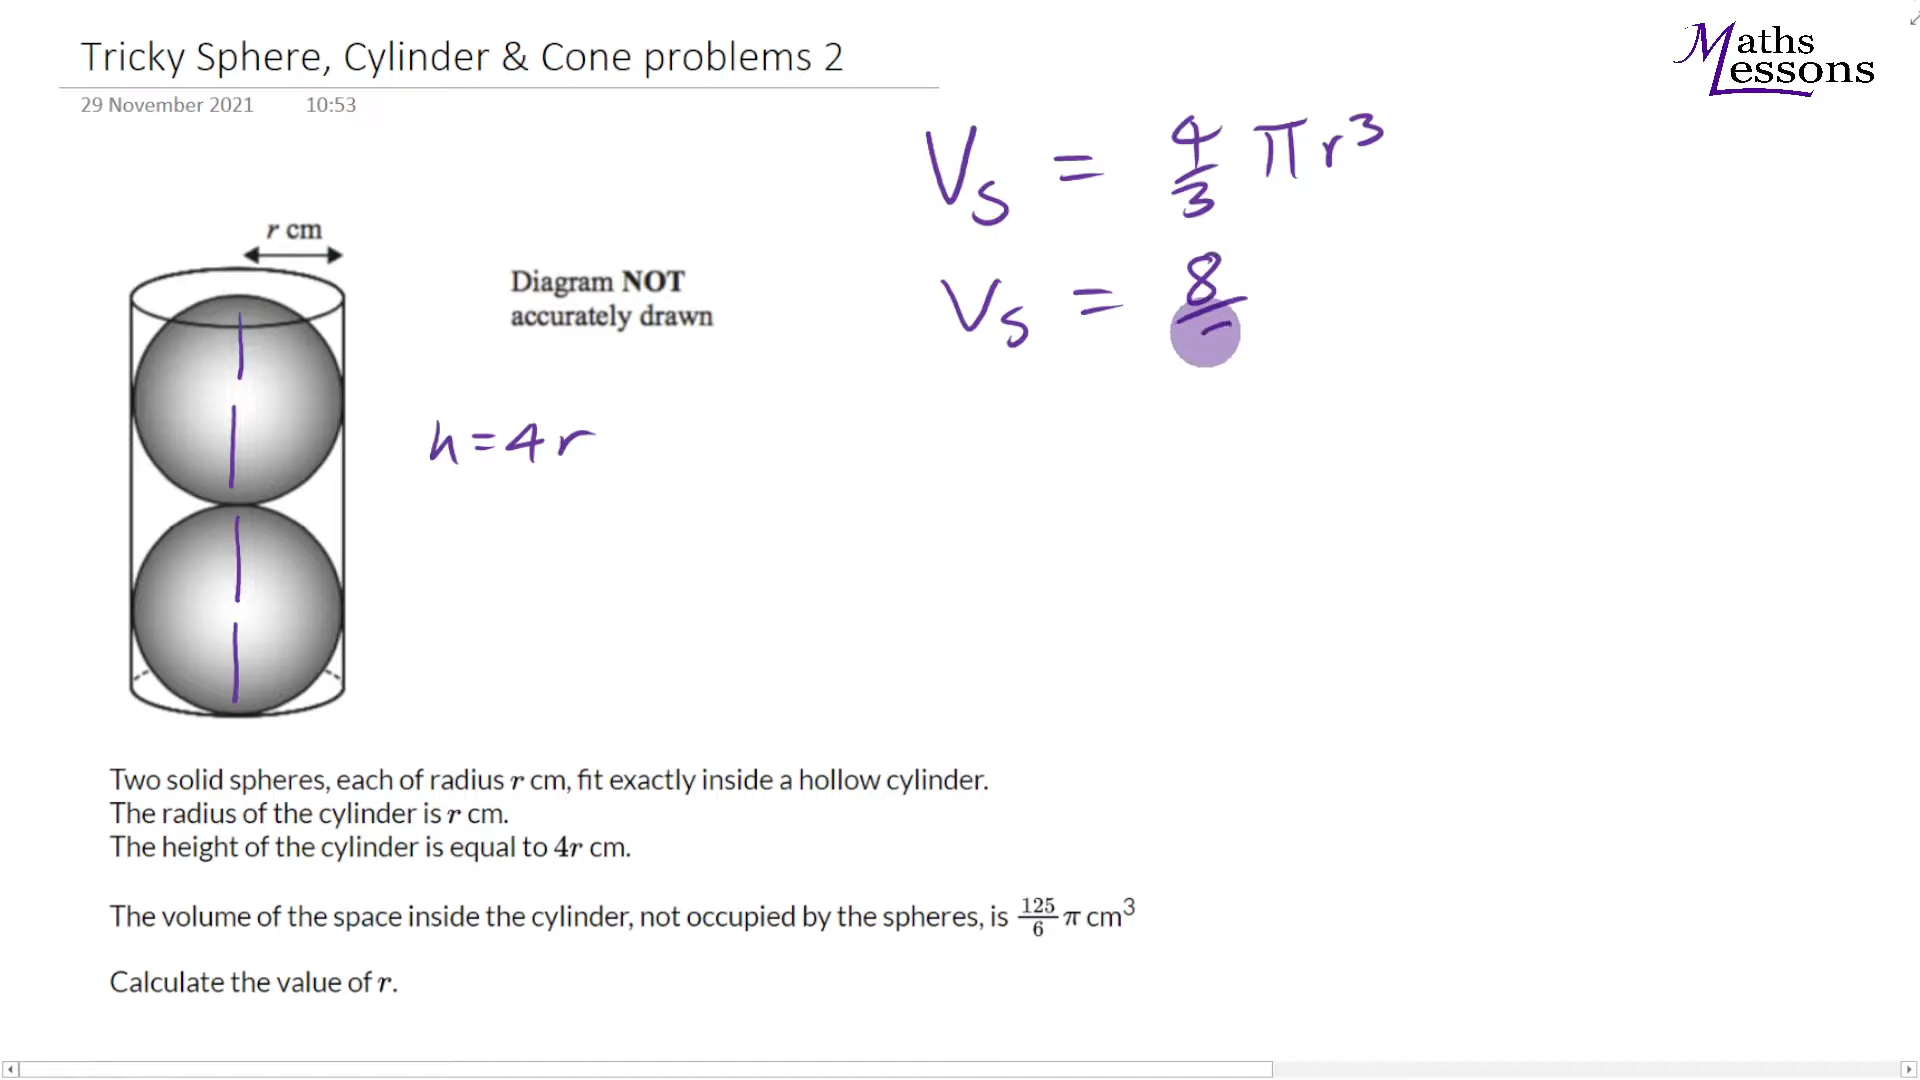 Tricky Sphere, Cylinder & Cone problems 2
29 November 2021 10:53
Maths
Lessons
V_S = 4/3 πr³
V_S = 8
r cm
Diagram NOT
accurately drawn
h=4r
Two solid spheres, each of radius r cm, fit exactly inside a hollow cylinder.
The radius of the cylinder is r cm.
The height of the cylinder is equal to 4r cm.
The volume of the space inside the cylinder, not occupied by the spheres, is 125/6 π cm³
Calculate the value of r.